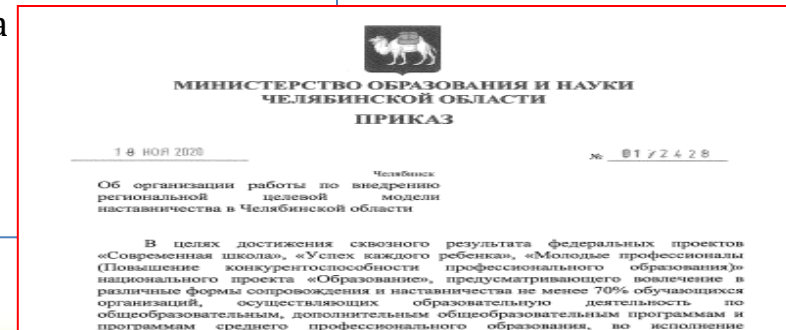 а
МИНИСТЕРСТВО ОБРАЗОВАНИЯ И НАУКИ
ЧЕЛЯБИНСКОЙ ОБЛАСТИ
ПРИКАЗ
18 НОЯ 2020 № 01/2428
Челябинск
Об организации работы по внедрению
региональной целевой модели
наставничества в Челябинской области
В целях достижения сквозного результата федеральных проектов
«Современная школа», «Успех каждого ребенка», «Молодые профессионалы
(Повышение конкурентоспособности профессионального образования)»
национального проекта «Образование», предусматривающего вовлечение в
различные формы сопровождения и наставничества не менее 70% обучающихся
организаций, осуществляющих образовательную деятельность по
общеобразовательным, дополнительным общеобразовательным программам и
программам среднего профессионального образования, во исполнение